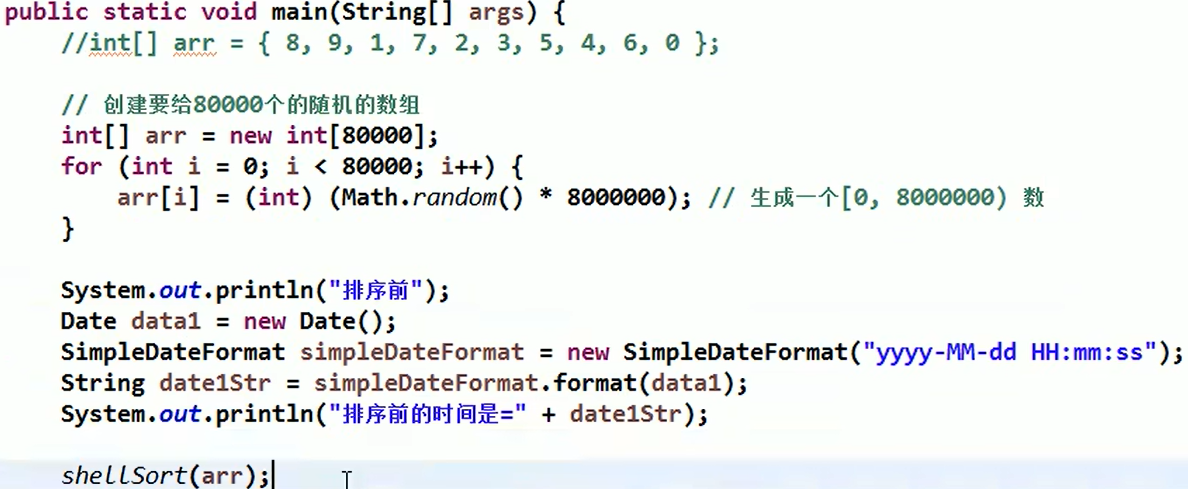 public static void main(String[] args) {
//int[] arr = { 8, 9, 1, 7, 2, 3, 5, 4, 6, 0 };
// 创建要给80000个的随机的数组
int[] arr = new int[80000];
for (int i = 0; i < 80000; i++) {
arr[i] = (int) (Math.random() * 8000000); // 生成一个[0, 8000000) 数
}
System.out.println("排序前");
Date data1 = new Date();
SimpleDateFormat simpleDateFormat = new SimpleDateFormat("yyyy-MM-dd HH:mm:ss");
String date1Str = simpleDateFormat.format(data1);
System.out.println("排序前的时间是=" + date1Str);
shellSort(arr);